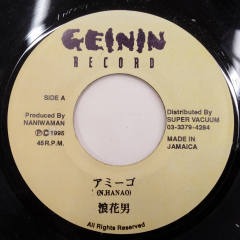 GEININ
RECORD
SIDE A
Produced By
NANIWAMAN
℗©1995
45 R.P.M.
Distributed By
SUPER VACUUM
03-3379-4284
MADE IN
JAMAICA
アミーゴ
(N.HANAO)
浪花男
All Rights Reserved